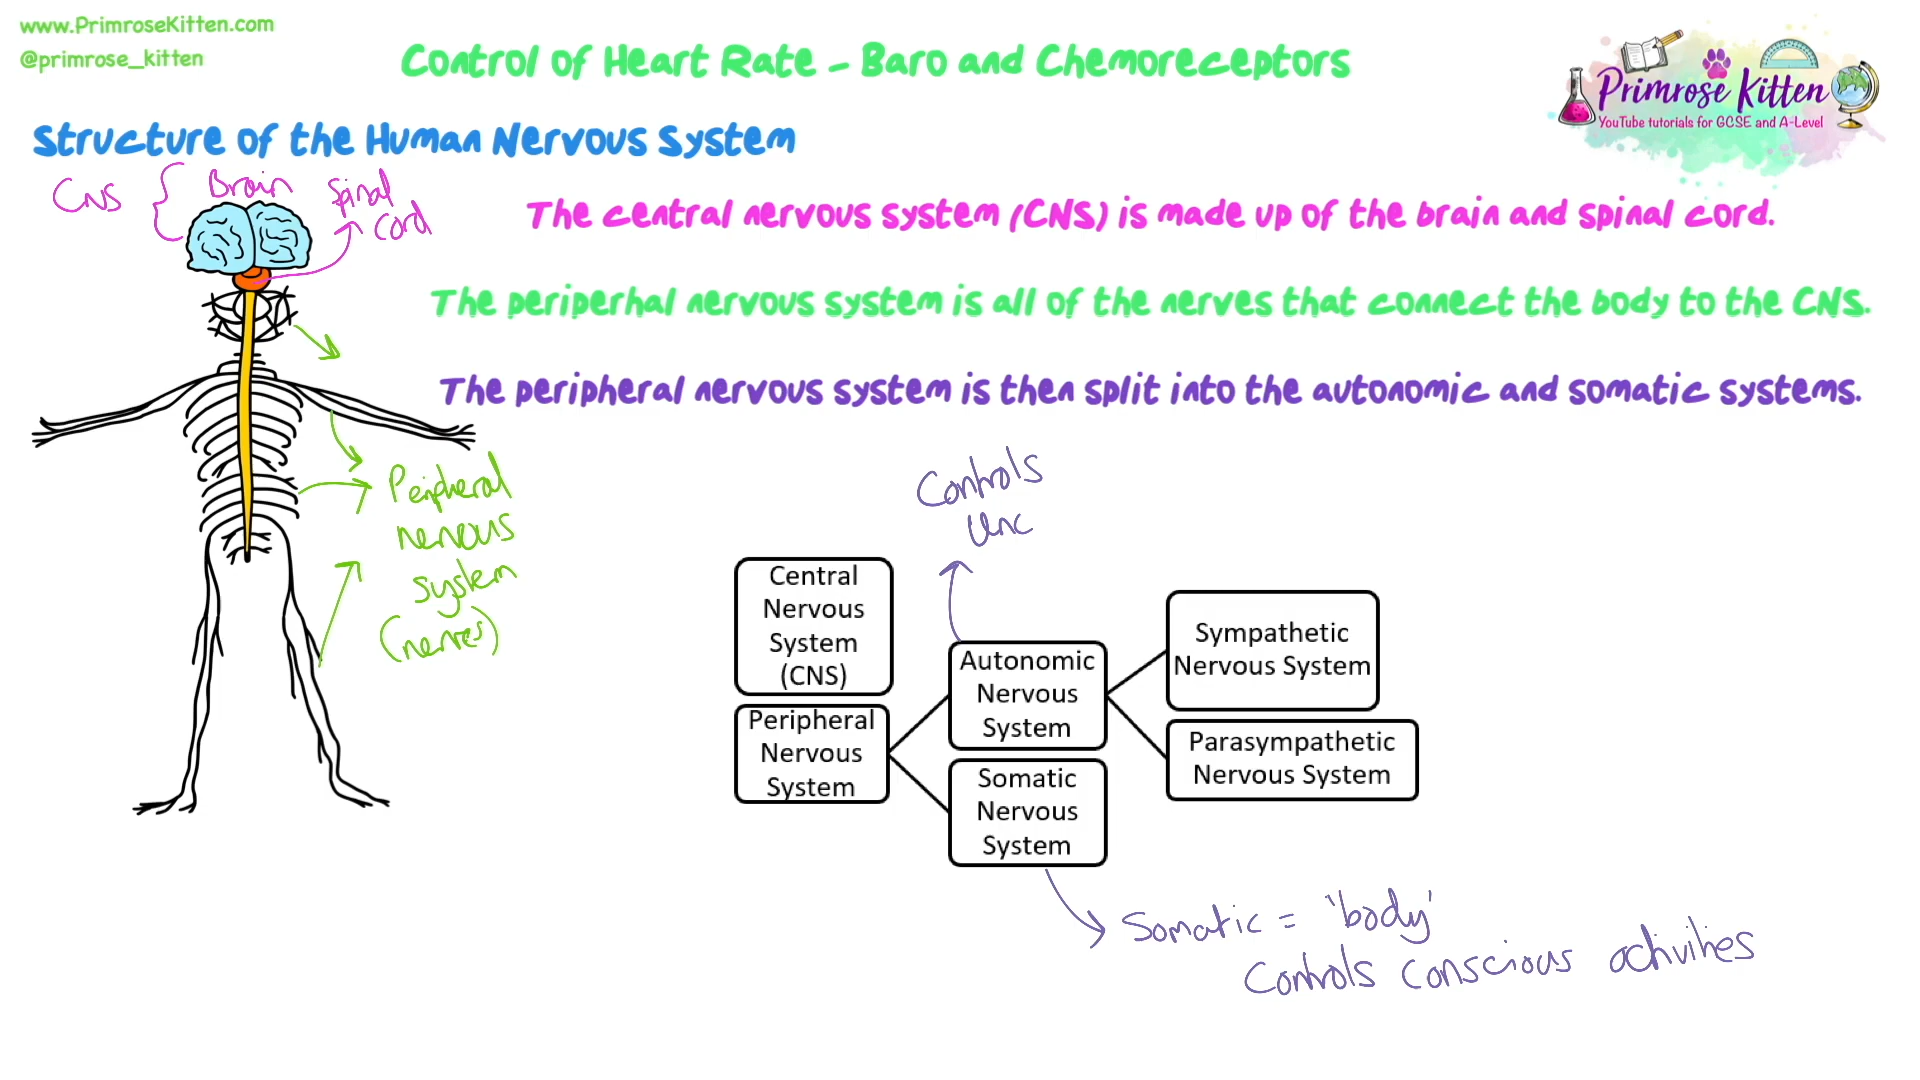 www.PrimroseKitten.com
@primrose_kitten
Control of Heart Rate - Baro and Chemoreceptors
Primrose Kitten
YouTube tutorials for GCSE and A-Level
Structure of the Human Nervous System
CNS
Brain
Spinal
Cord
The central nervous system (CNS) is made up of the brain and spinal cord.
The periperhal nervous system is all of the nerves that connect the body to the CNS.
The peripheral nervous system is then split into the autonomic and somatic systems.
Peripheral
nervous
system
(nerves)
Controls
Unc
Central
Nervous
System
(CNS)
Peripheral
Nervous
System
Autonomic
Nervous
System
Somatic
Nervous
System
Sympathetic
Nervous System
Parasympathetic
Nervous System
Somatic = 'body'
Controls conscious activities